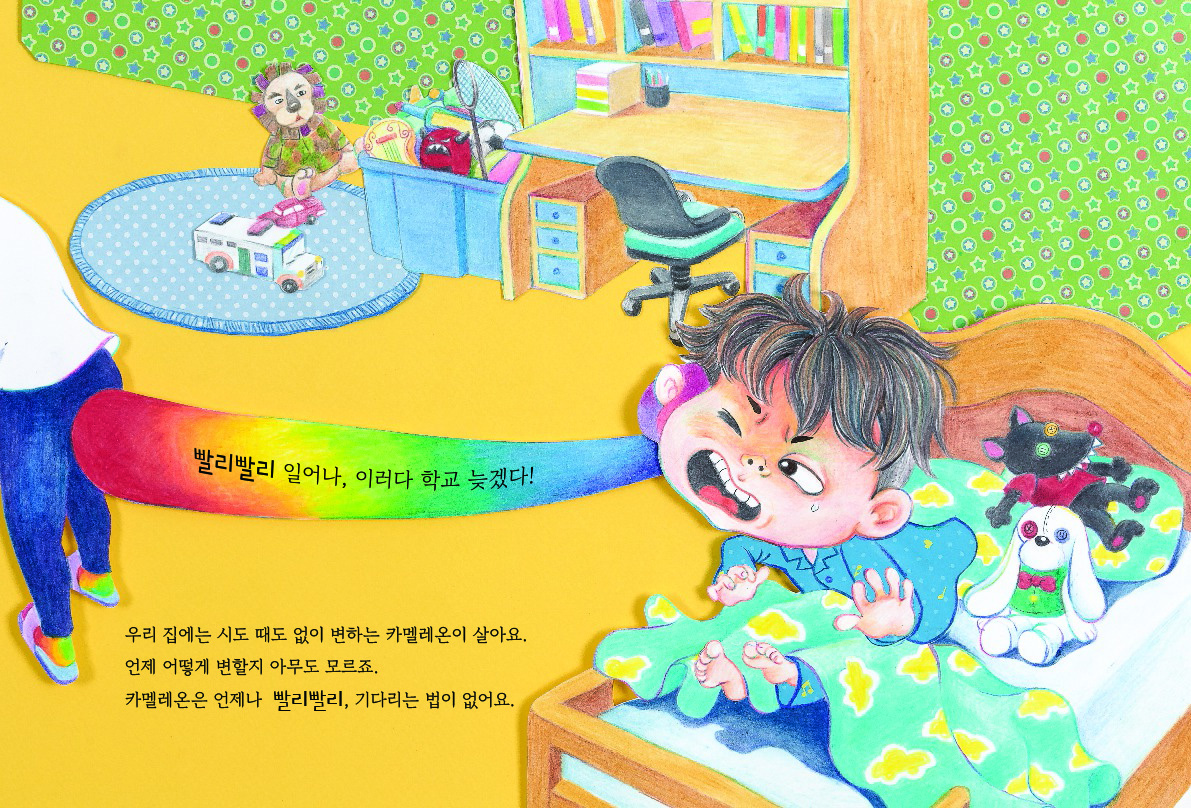 빨리빨리 일어나, 이러다 학교 늦겠다!
우리 집에는 시도 때도 없이 변하는 카멜레온이 살아요.
언제 어떻게 변할지 아무도 모르죠.
카멜레온은 언제나 빨리빨리, 기다리는 법이 없어요.